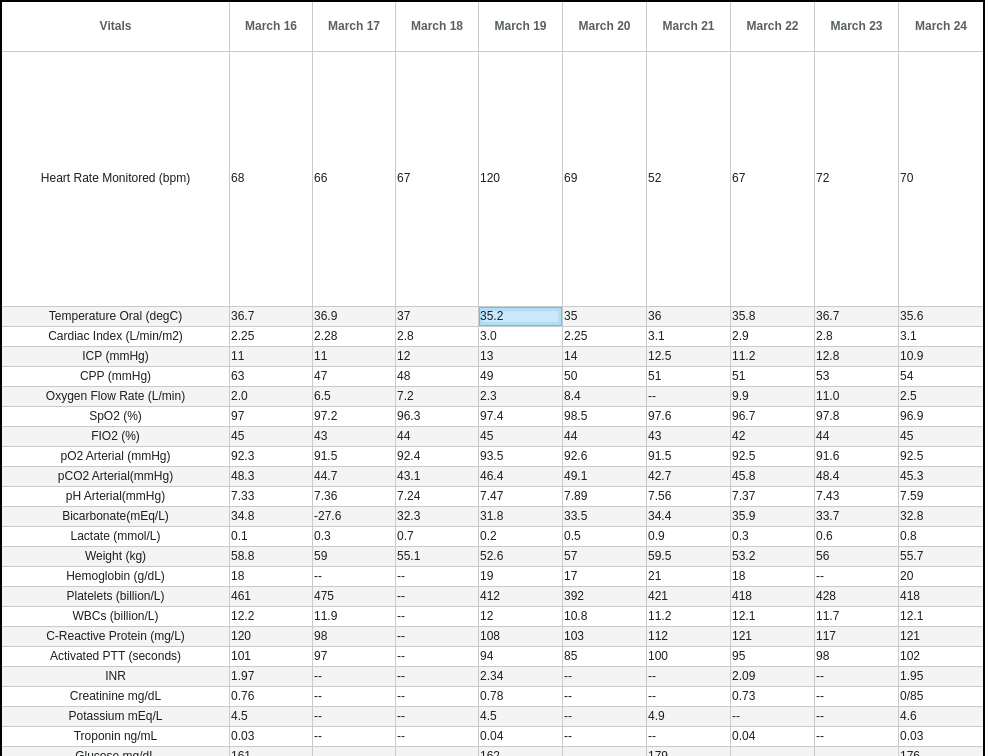 Vitals March 16 March 17 March 18 March 19 March 20 March 21 March 22 March 23 March 24
Heart Rate Monitored (bpm) 68 66 67 120 69 52 67 72 70
Temperature Oral (degC) 36.7 36.9 37 35.2 35 36 35.8 36.7 35.6
Cardiac Index (L/min/m2) 2.25 2.28 2.8 3.0 2.25 3.1 2.9 2.8 3.1
ICP (mmHg) 11 11 12 13 14 12.5 11.2 12.8 10.9
CPP (mmHg) 63 47 48 49 50 51 51 53 54
Oxygen Flow Rate (L/min) 2.0 6.5 7.2 2.3 8.4 -- 9.9 11.0 2.5
SpO2 (%) 97 97.2 96.3 97.4 98.5 97.6 96.7 97.8 96.9
FIO2 (%) 45 43 44 45 44 43 42 44 45
pO2 Arterial (mmHg) 92.3 91.5 92.4 93.5 92.6 91.5 92.5 91.6 92.5
pCO2 Arterial(mmHg) 48.3 44.7 43.1 46.4 49.1 42.7 45.8 48.4 45.3
pH Arterial(mmHg) 7.33 7.36 7.24 7.47 7.89 7.56 7.37 7.43 7.59
Bicarbonate(mEq/L) 34.8 -27.6 32.3 31.8 33.5 34.4 35.9 33.7 32.8
Lactate (mmol/L) 0.1 0.3 0.7 0.2 0.5 0.9 0.3 0.6 0.8
Weight (kg) 58.8 59 55.1 52.6 57 59.5 53.2 56 55.7
Hemoglobin (g/dL) 18 -- -- 19 17 21 18 -- 20
Platelets (billion/L) 461 475 -- 412 392 421 418 428 418
WBCs (billion/L) 12.2 11.9 -- 12 10.8 11.2 12.1 11.7 12.1
C-Reactive Protein (mg/L) 120 98 -- 108 103 112 121 117 121
Activated PTT (seconds) 101 97 -- 94 85 100 95 98 102
INR 1.97 -- -- 2.34 -- -- 2.09 -- 1.95
Creatinine mg/dL 0.76 -- -- 0.78 -- -- 0.73 -- 0/85
Potassium mEq/L 4.5 -- -- 4.5 -- 4.9 -- -- 4.6
Troponin ng/mL 0.03 -- -- 0.04 -- -- 0.04 -- 0.03
Glucose mg/dL 161 162 179 176